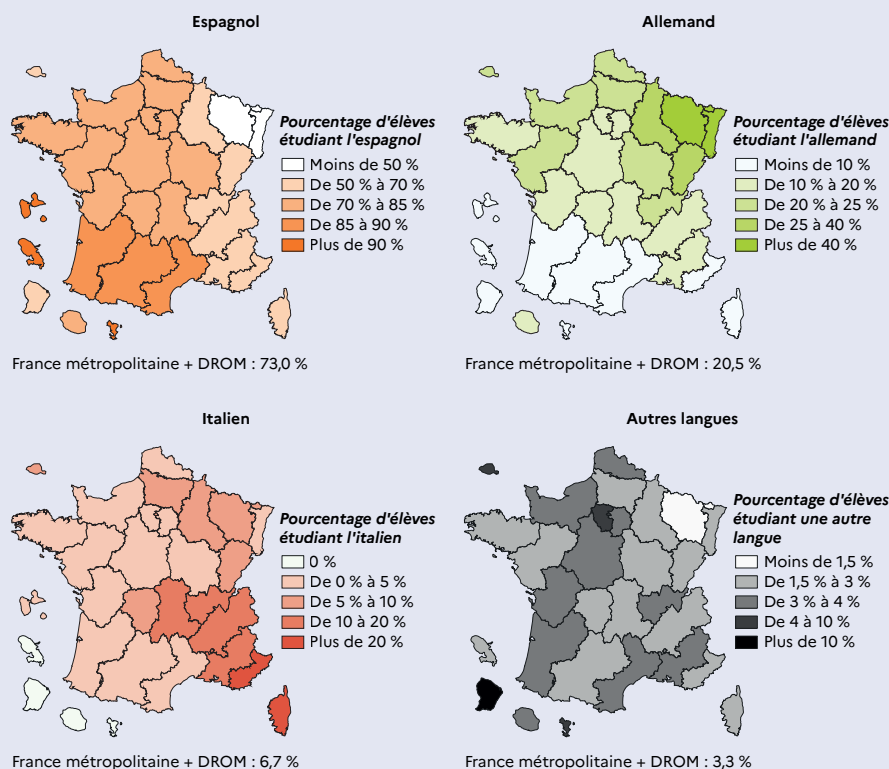 Espagnol
Pourcentage d'élèves
étudiant l'espagnol
Moins de 50 %
De 50 % à 70 %
De 70 % à 85 %
De 85 à 90 %
Plus de 90 %
France métropolitaine + DROM : 73,0 %
Allemand
Pourcentage d'élèves
étudiant l'allemand
Moins de 10 %
De 10 % à 20 %
De 20 % à 25 %
De 25 à 40 %
Plus de 40 %
France métropolitaine + DROM : 20,5 %
Italien
Pourcentage d'élèves
étudiant l'italien
0 %
De 0 % à 5 %
De 5 % à 10 %
De 10 à 20 %
Plus de 20 %
France métropolitaine + DROM : 6,7 %
Autres langues
Pourcentage d'élèves
étudiant une autre
langue
Moins de 1,5 %
De 1,5 % à 3 %
De 3 % à 4 %
De 4 à 10 %
Plus de 10 %
France métropolitaine + DROM : 3,3 %